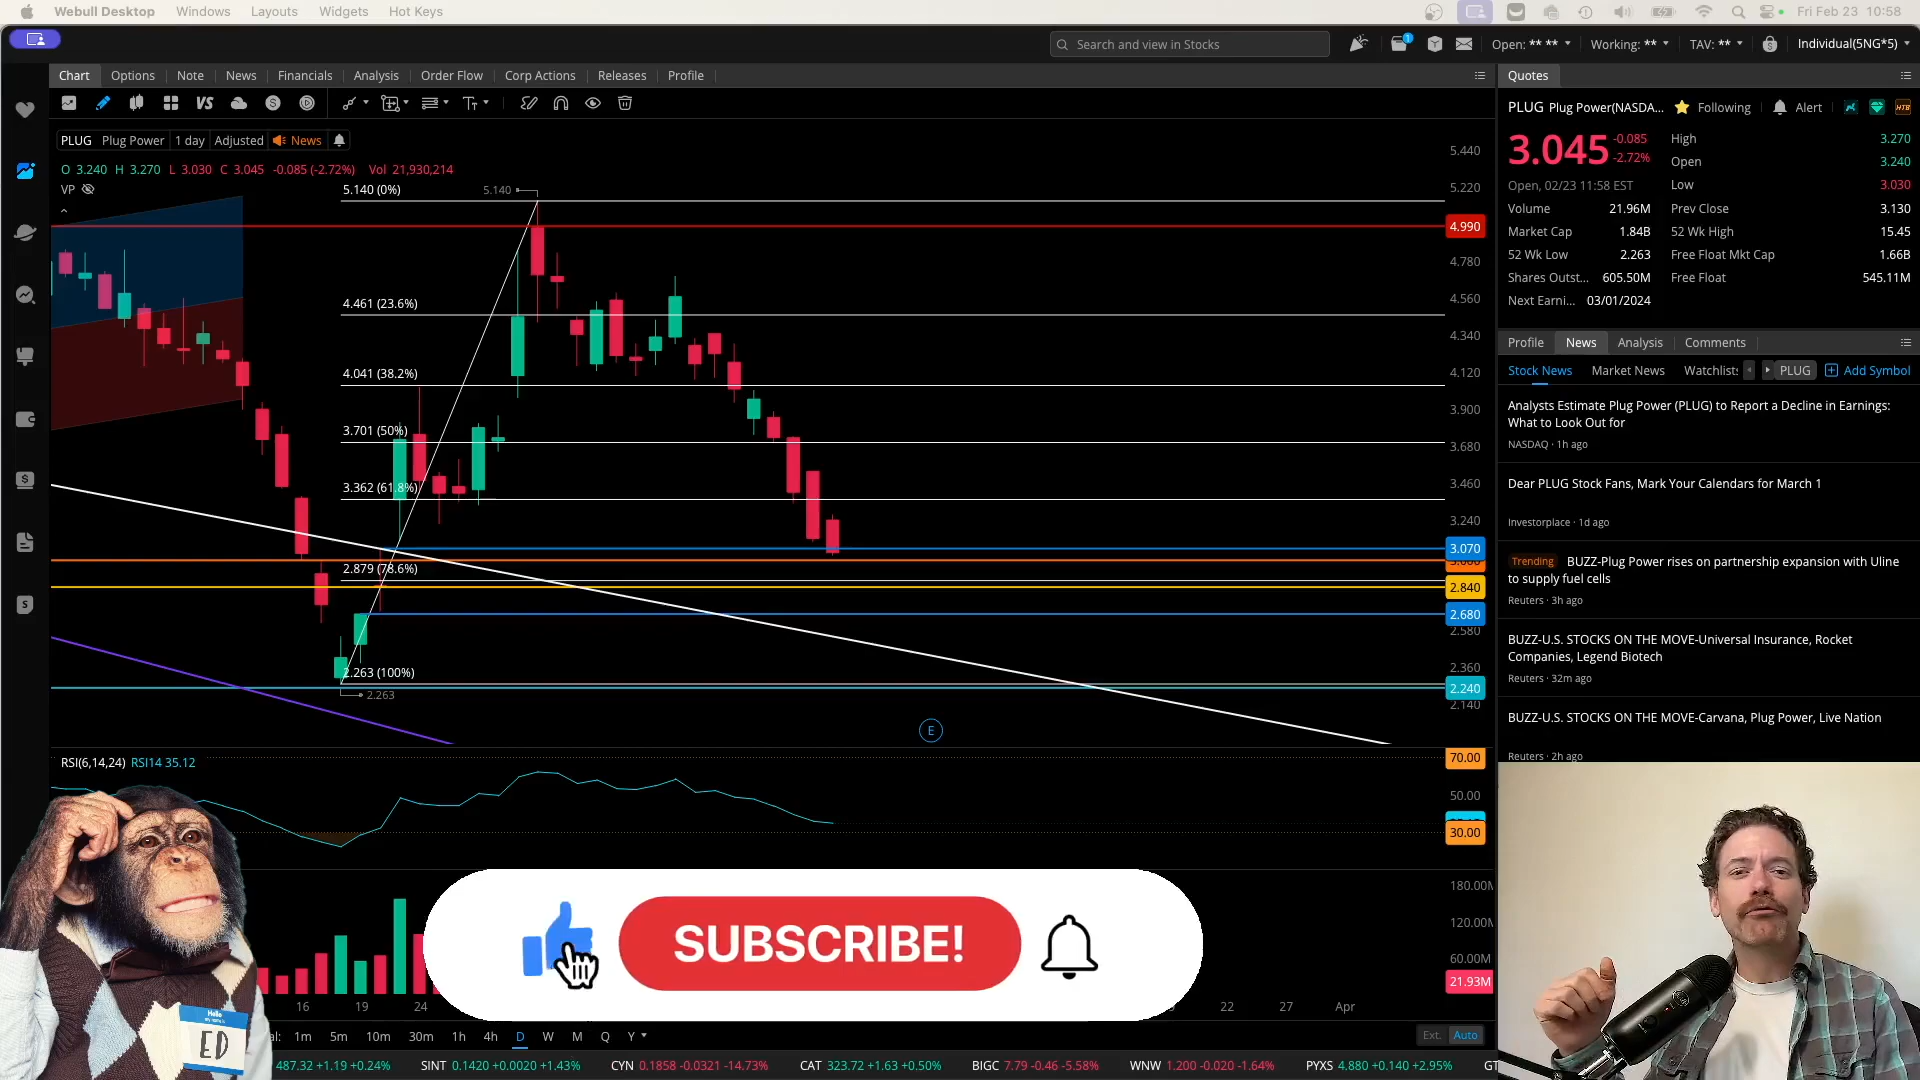 Webull Desktop Windows Layouts Widgets Hot Keys
Fri Feb 23 10:58
Search and view in Stocks
1
Open: ** ** Working: ** TAV: ** Individual(5NG*5)
Chart Options Note News Financials Analysis Order Flow Corp Actions Releases Profile
VS
PLUG Plug Power 1 day Adjusted News
O 3.240 H 3.270 L 3.030 C 3.045 -0.085 (-2.72%) Vol 21,930,214
VP
5.140 (0%)
5.140
4.461 (23.6%)
4.041 (38.2%)
3.701 (50%)
3.362 (61.8%)
2.879 (78.6%)
2.263 (100%)
2.263
E
5.440
5.220
4.990
4.780
4.560
4.340
4.120
3.900
3.680
3.460
3.240
3.070
2.840
2.680
2.580
2.360
2.240
2.140
RSI(6,14,24) RSI14 35.12
70.00
50.00
30.00
180.00M
120.00M
60.00M
21.93M
SUBSCRIBE!
16 19 24 22 27 Apr
1m 5m 10m 30m 1h 4h D W M Q Y
Ext. Auto
Hello
ED
487.32 +1.19 +0.24% SINT 0.1420 +0.0020 +1.43% CYN 0.1858 -0.0321 -14.73% CAT 323.72 +1.63 +0.50% BIGC 7.79 -0.46 -5.58% WNW 1.200 -0.020 -1.64% PYXS 4.880 +0.140 +2.95% GT
Quotes
PLUG Plug Power(NASDA... Following Alert HTB
3.045 -0.085
-2.72%
Open, 02/23 11:58 EST
High 3.270
Open 3.240
Low 3.030
Volume 21.96M Prev Close 3.130
Market Cap 1.84B 52 Wk High 15.45
52 Wk Low 2.263 Free Float Mkt Cap 1.66B
Shares Outst... 605.50M Free Float 545.11M
Next Earni... 03/01/2024
Profile News Analysis Comments
Stock News Market News Watchlists PLUG Add Symbol
Analysts Estimate Plug Power (PLUG) to Report a Decline in Earnings:
What to Look Out for
NASDAQ · 1h ago
Dear PLUG Stock Fans, Mark Your Calendars for March 1
Investorplace · 1d ago
Trending BUZZ-Plug Power rises on partnership expansion with Uline
to supply fuel cells
Reuters · 3h ago
BUZZ-U.S. STOCKS ON THE MOVE-Universal Insurance, Rocket
Companies, Legend Biotech
Reuters · 32m ago
BUZZ-U.S. STOCKS ON THE MOVE-Carvana, Plug Power, Live Nation
Reuters · 2h ago